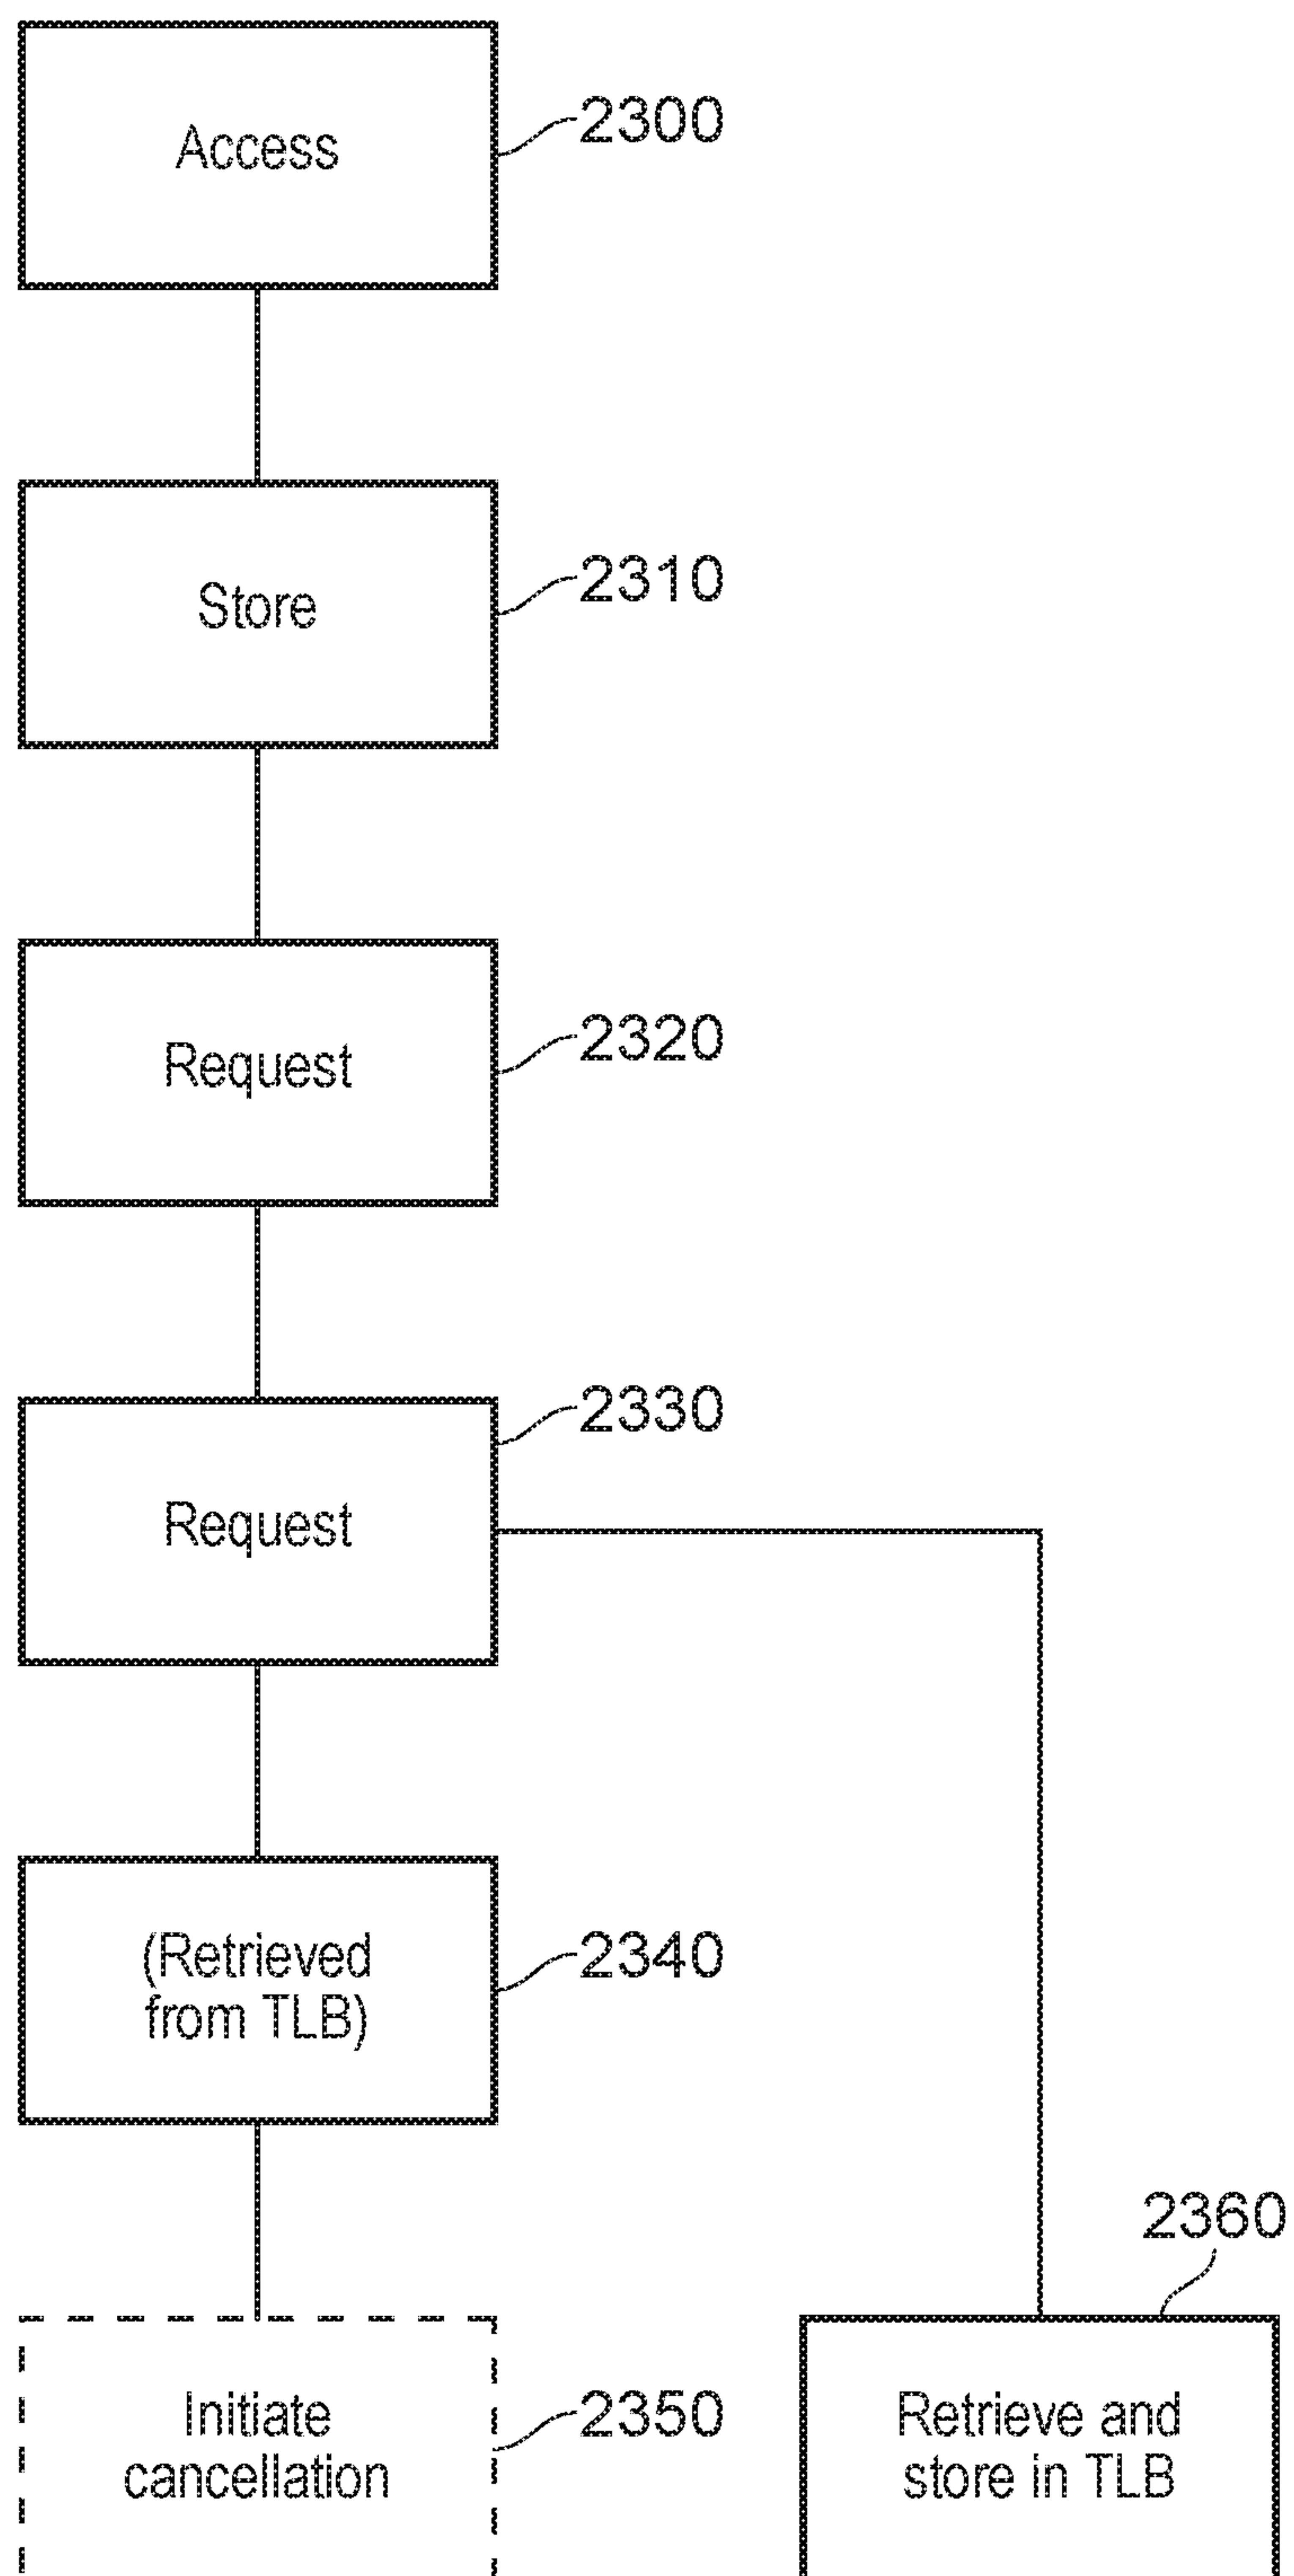 Access
2300
Store
2310
Request
2320
2330
Request
(Retrieved
from TLB)
2340
2360
Initiate
cancellation
2350
Retrieve and
store in TLB